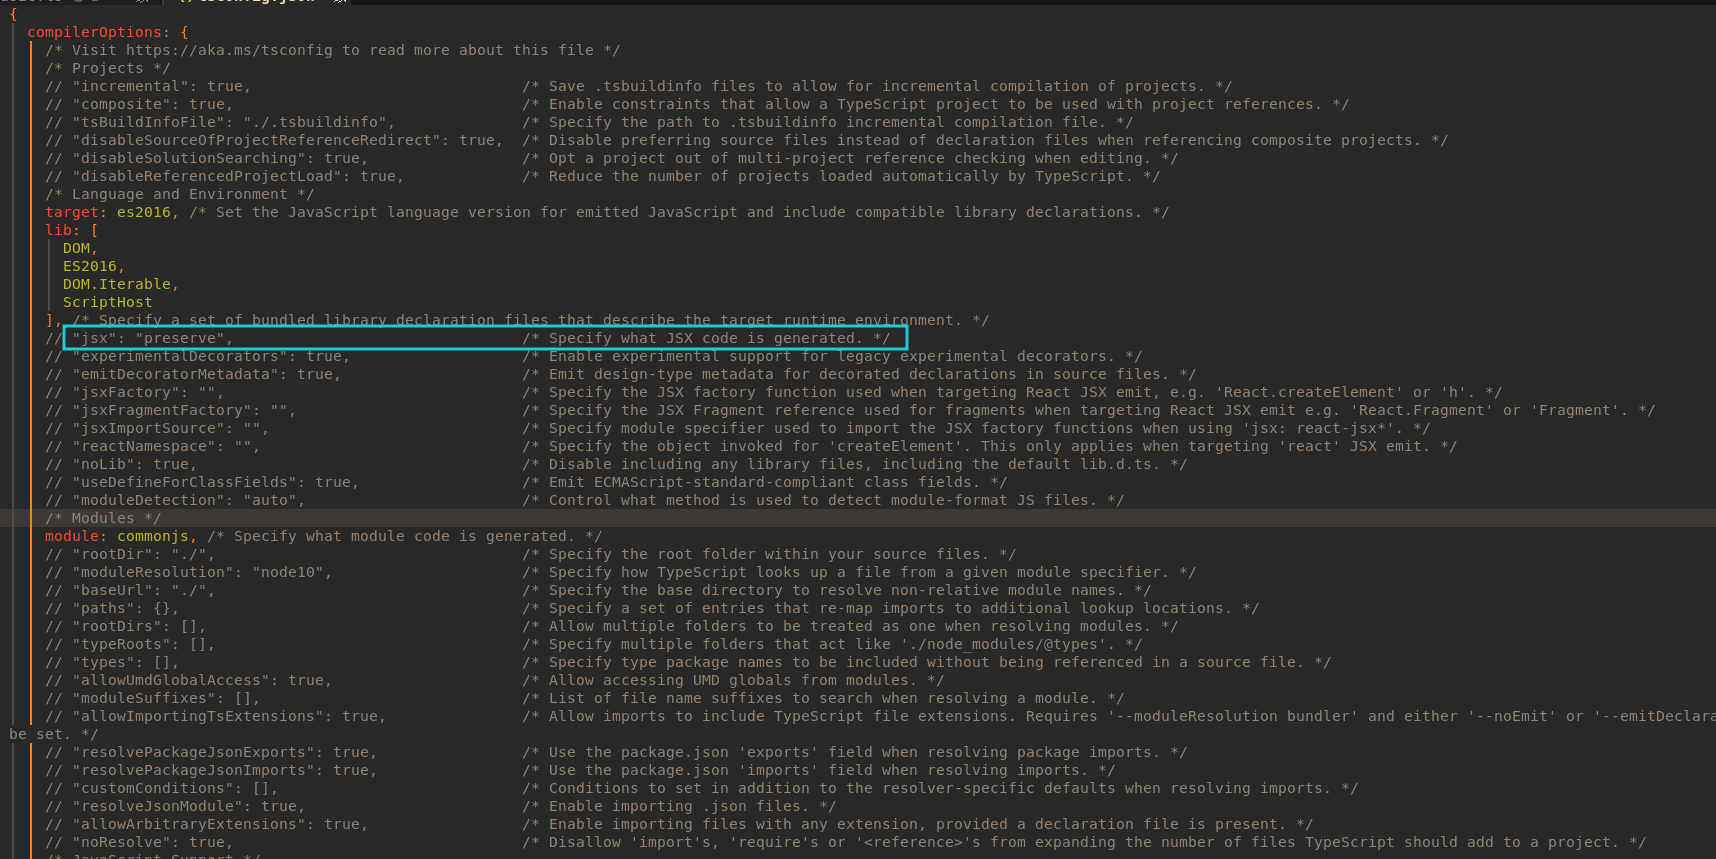 {
compilerOptions: {
/* Visit https://aka.ms/tsconfig to read more about this file */
/* Projects */
// "incremental": true, /* Save .tsbuildinfo files to allow for incremental compilation of projects. */
// "composite": true, /* Enable constraints that allow a TypeScript project to be used with project references. */
// "tsBuildInfoFile": "./.tsbuildinfo", /* Specify the path to .tsbuildinfo incremental compilation file. */
// "disableSourceOfProjectReferenceRedirect": true, /* Disable preferring source files instead of declaration files when referencing composite projects. */
// "disableSolutionSearching": true, /* Opt a project out of multi-project reference checking when editing. */
// "disableReferencedProjectLoad": true, /* Reduce the number of projects loaded automatically by TypeScript. */
/* Language and Environment */
target: es2016, /* Set the JavaScript language version for emitted JavaScript and include compatible library declarations. */
lib: [
DOM,
ES2016,
DOM.Iterable,
ScriptHost
], /* Specify a set of bundled library declaration files that describe the target runtime environment. */
// "jsx": "preserve", /* Specify what JSX code is generated. */
// "experimentalDecorators": true, /* Enable experimental support for legacy experimental decorators. */
// "emitDecoratorMetadata": true, /* Emit design-type metadata for decorated declarations in source files. */
// "jsxFactory": "", /* Specify the JSX factory function used when targeting React JSX emit, e.g. 'React.createElement' or 'h'. */
// "jsxFragmentFactory": "", /* Specify the JSX Fragment reference used for fragments when targeting React JSX emit e.g. 'React.Fragment' or 'Fragment'. */
// "jsxImportSource": "", /* Specify module specifier used to import the JSX factory functions when using 'jsx: react-jsx*'. */
// "reactNamespace": "", /* Specify the object invoked for 'createElement'. This only applies when targeting 'react' JSX emit. */
// "noLib": true, /* Disable including any library files, including the default lib.d.ts. */
// "useDefineForClassFields": true, /* Emit ECMAScript-standard-compliant class fields. */
// "moduleDetection": "auto", /* Control what method is used to detect module-format JS files. */
/* Modules */
module: commonjs, /* Specify what module code is generated. */
// "rootDir": "./", /* Specify the root folder within your source files. */
// "moduleResolution": "node10", /* Specify how TypeScript looks up a file from a given module specifier. */
// "baseUrl": "./", /* Specify the base directory to resolve non-relative module names. */
// "paths": {}, /* Specify a set of entries that re-map imports to additional lookup locations. */
// "rootDirs": [], /* Allow multiple folders to be treated as one when resolving modules. */
// "typeRoots": [], /* Specify multiple folders that act like './node_modules/@types'. */
// "types": [], /* Specify type package names to be included without being referenced in a source file. */
// "allowUmdGlobalAccess": true, /* Allow accessing UMD globals from modules. */
// "moduleSuffixes": [], /* List of file name suffixes to search when resolving a module. */
// "allowImportingTsExtensions": true, /* Allow imports to include TypeScript file extensions. Requires '--moduleResolution bundler' and either '--noEmit' or '--emitDeclara
be set. */
// "resolvePackageJsonExports": true, /* Use the package.json 'exports' field when resolving package imports. */
// "resolvePackageJsonImports": true, /* Use the package.json 'imports' field when resolving imports. */
// "customConditions": [], /* Conditions to set in addition to the resolver-specific defaults when resolving imports. */
// "resolveJsonModule": true, /* Enable importing .json files. */
// "allowArbitraryExtensions": true, /* Enable importing files with any extension, provided a declaration file is present. */
// "noResolve": true, /* Disallow 'import's, 'require's or '<reference>'s from expanding the number of files TypeScript should add to a project. */
/* JavaScript Support */